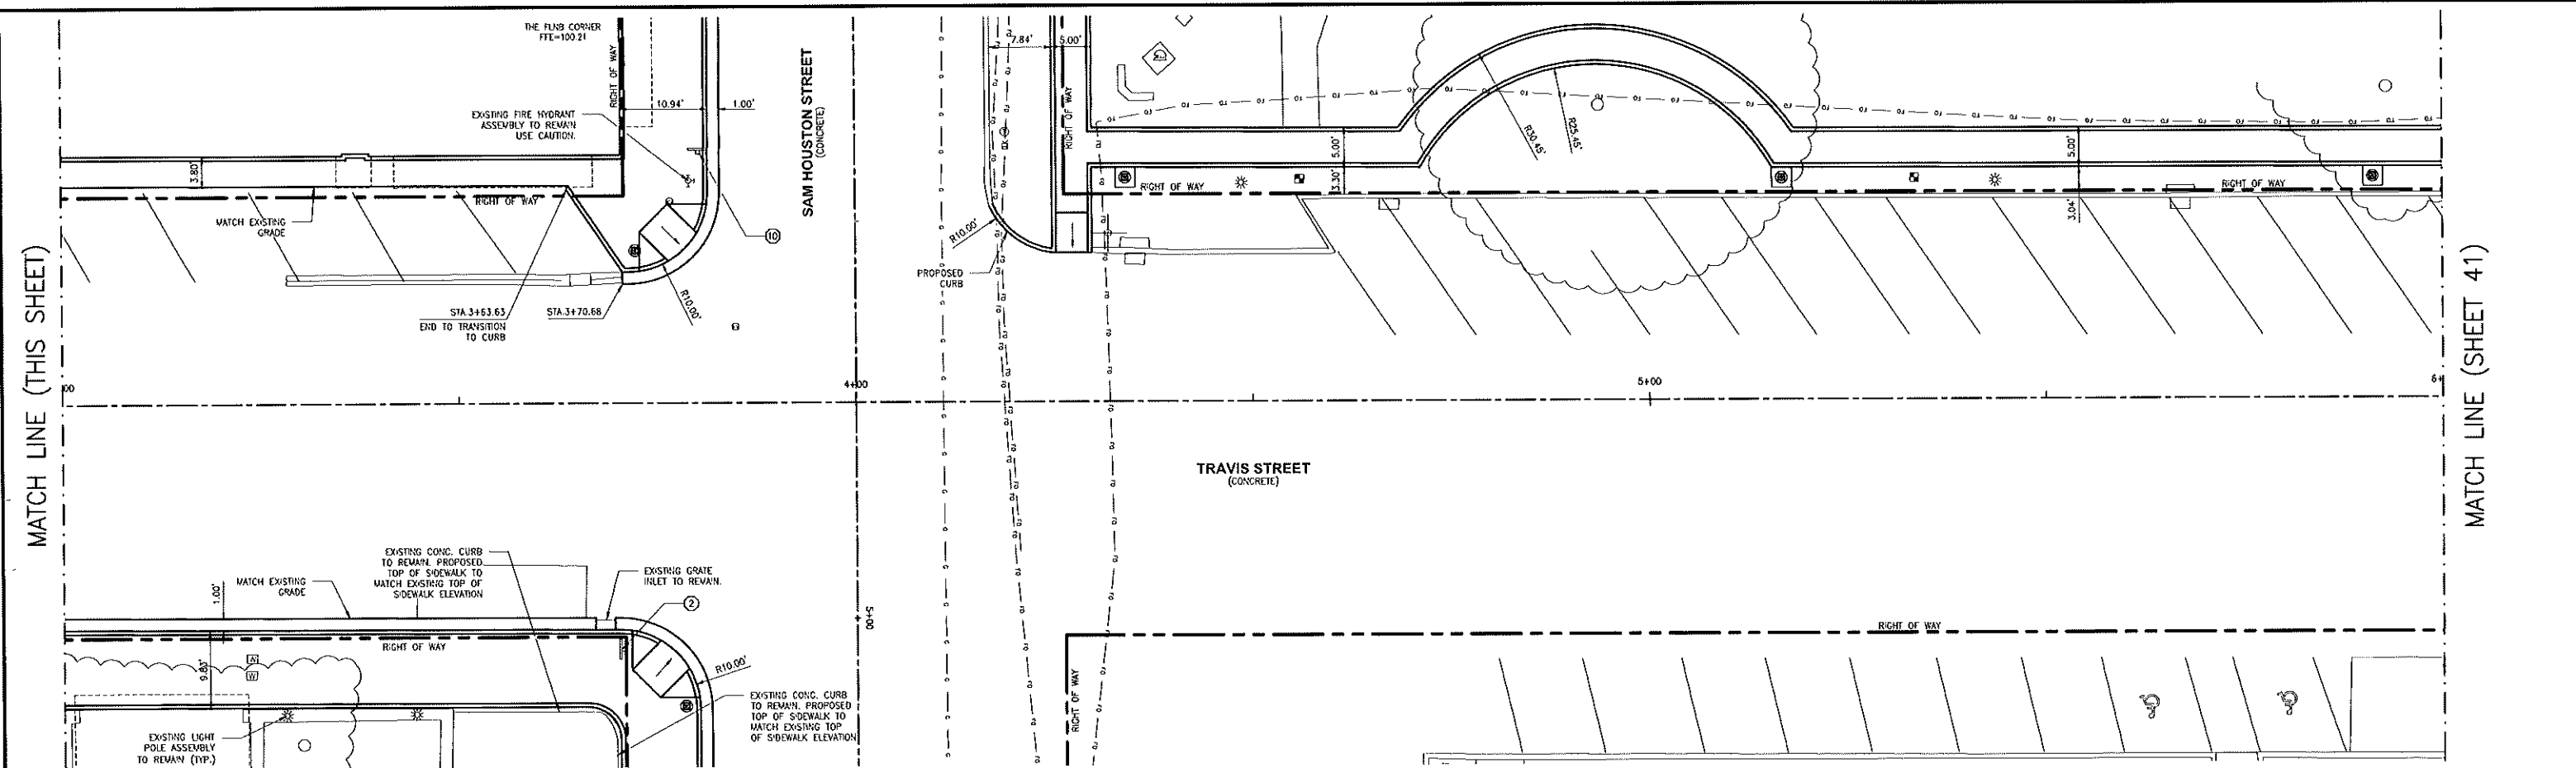 THE FLNB CORNER
FFE=100.21
RIGHT OF WAY
10.94'
1.00'
EXISTING FIRE HYDRANT
ASSEMBLY TO REMAIN
USE CAUTION.
3.80'
MATCH EXISTING
GRADE
RIGHT OF WAY
10
STA.3+63.63
END TO TRANSITION
TO CURB
STA.3+70.68
R10.00'
SAM HOUSTON STREET
(CONCRETE)
7.84'
5.00'
RIGHT OF WAY
R10.00'
PROPOSED
CURB
RIGHT OF WAY
5.00'
3.30'
R30.45'
R25.45'
5.00'
3.04'
RIGHT OF WAY
MATCH LINE (THIS SHEET)
MATCH LINE (SHEET 41)
00
4+00
5+00
6+
TRAVIS STREET
(CONCRETE)
EXISTING CONC. CURB
TO REMAIN. PROPOSED
TOP OF SIDEWALK TO
MATCH EXISTING TOP OF
SIDEWALK ELEVATION
MATCH EXISTING
GRADE
1.00'
EXISTING GRATE
INLET TO REMAIN.
2
5+00
RIGHT OF WAY
W
W
R10.00'
EXISTING CONC. CURB
TO REMAIN. PROPOSED
TOP OF SIDEWALK TO
MATCH EXISTING TOP
OF SIDEWALK ELEVATION
EXISTING LIGHT
POLE ASSEMBLY
TO REMAIN (TYP.)
RIGHT OF WAY
RIGHT OF WAY